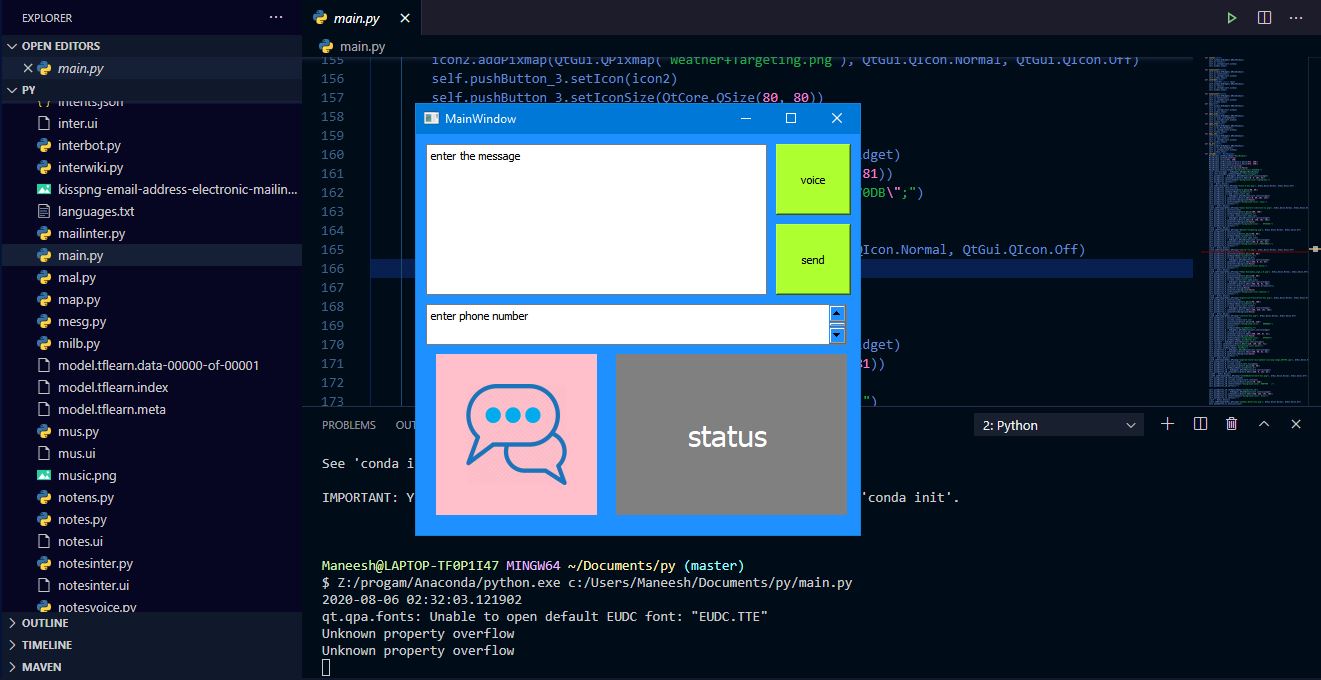 EXPLORER
OPEN EDITORS
main.py
PY
intents.json
inter.ui
interbot.py
interwiki.py
kisspng-email-address-electronic-mailin...
languages.txt
mailinter.py
main.py
mal.py
map.py
mesg.py
milb.py
model.tflearn.data-00000-of-00001
model.tflearn.index
model.tflearn.meta
mus.py
mus.ui
music.png
notens.py
notes.py
notes.ui
notesinter.py
notesinter.ui
notesvoice.py
OUTLINE
TIMELINE
MAVEN
main.py
main.py
155 icon2.addPixmap(QtGui.QPixmap("Weather+Targeting.png"), QtGui.QIcon.Normal, QtGui.QIcon.Off)
156 self.pushButton_3.setIcon(icon2)
157 self.pushButton_3.setIconSize(QtCore.QSize(80, 80))
158
159
160 dget)
161 81))
162 0DB\";")
163
164
165 QIcon.Normal, QtGui.QIcon.Off)
166
167
168
169
170 dget)
171 81))
172
173 ")
MainWindow
enter the message
voice
send
enter phone number
status
PROBLEMS OUT
2: Python
See 'conda i
IMPORTANT: Y 'conda init'.
Maneesh@LAPTOP-TF0P1I47 MINGW64 ~/Documents/py (master)
$ Z:/progam/Anaconda/python.exe c:/Users/Maneesh/Documents/py/main.py
2020-08-06 02:32:03.121902
qt.qpa.fonts: Unable to open default EUDC font: "EUDC.TTE"
Unknown property overflow
Unknown property overflow